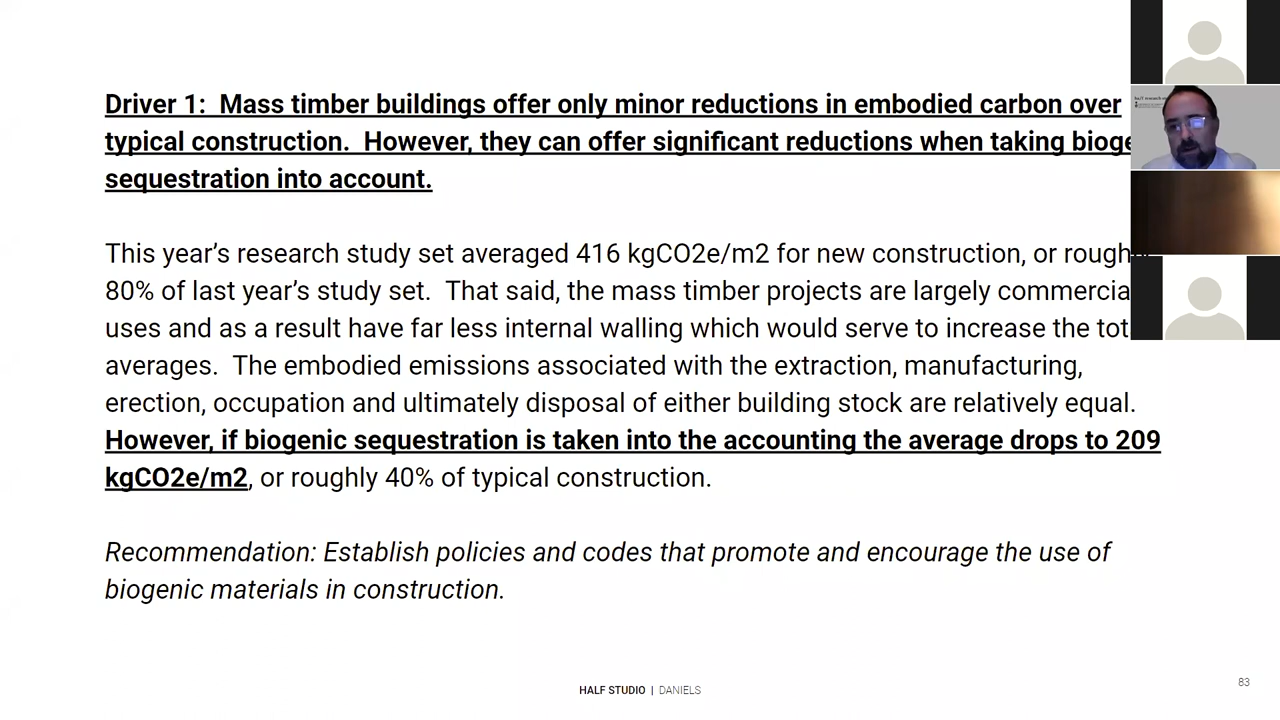 Driver 1:  Mass timber buildings offer only minor reductions in embodied carbon over
typical construction.  However, they can offer significant reductions when taking
sequestration into account.
This year's research study set averaged 416 kgCO2e/m2 for new construction, or
80% of last year's study set.  That said, the mass timber projects are largely
uses and as a result have far less internal walling which would serve to increase the
averages.  The embodied emissions associated with the extraction, manufacturing,
erection, occupation and ultimately disposal of either building stock are relatively equal.
However, if biogenic sequestration is taken into the accounting the average drops to 209
kgCO2e/m2, or roughly 40% of typical construction.
Recommendation: Establish policies and codes that promote and encourage the use of
biogenic materials in construction.
HALF STUDIO | DANIELS
83